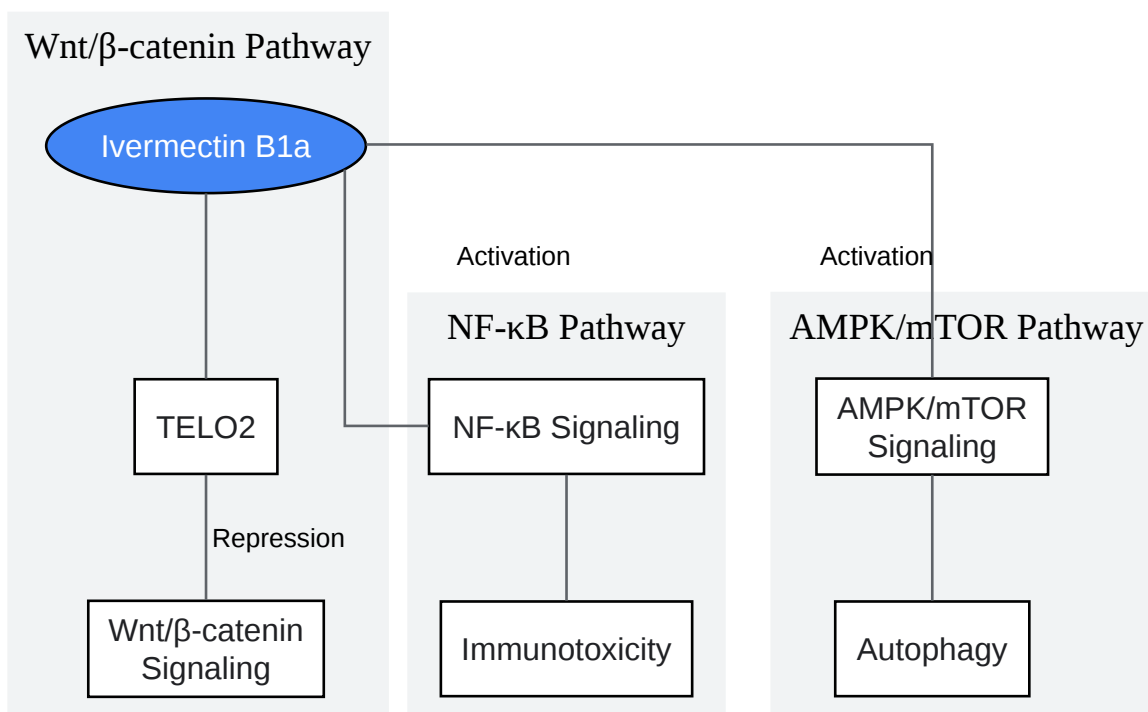 Wnt/β-catenin Pathway
Ivermectin B1a
Activation
Activation
NF-κB Pathway
AMPK/mTOR Pathway
TELO2
NF-κB Signaling
AMPK/mTOR
Signaling
Repression
Wnt/β-catenin
Signaling
Immunotoxicity
Autophagy